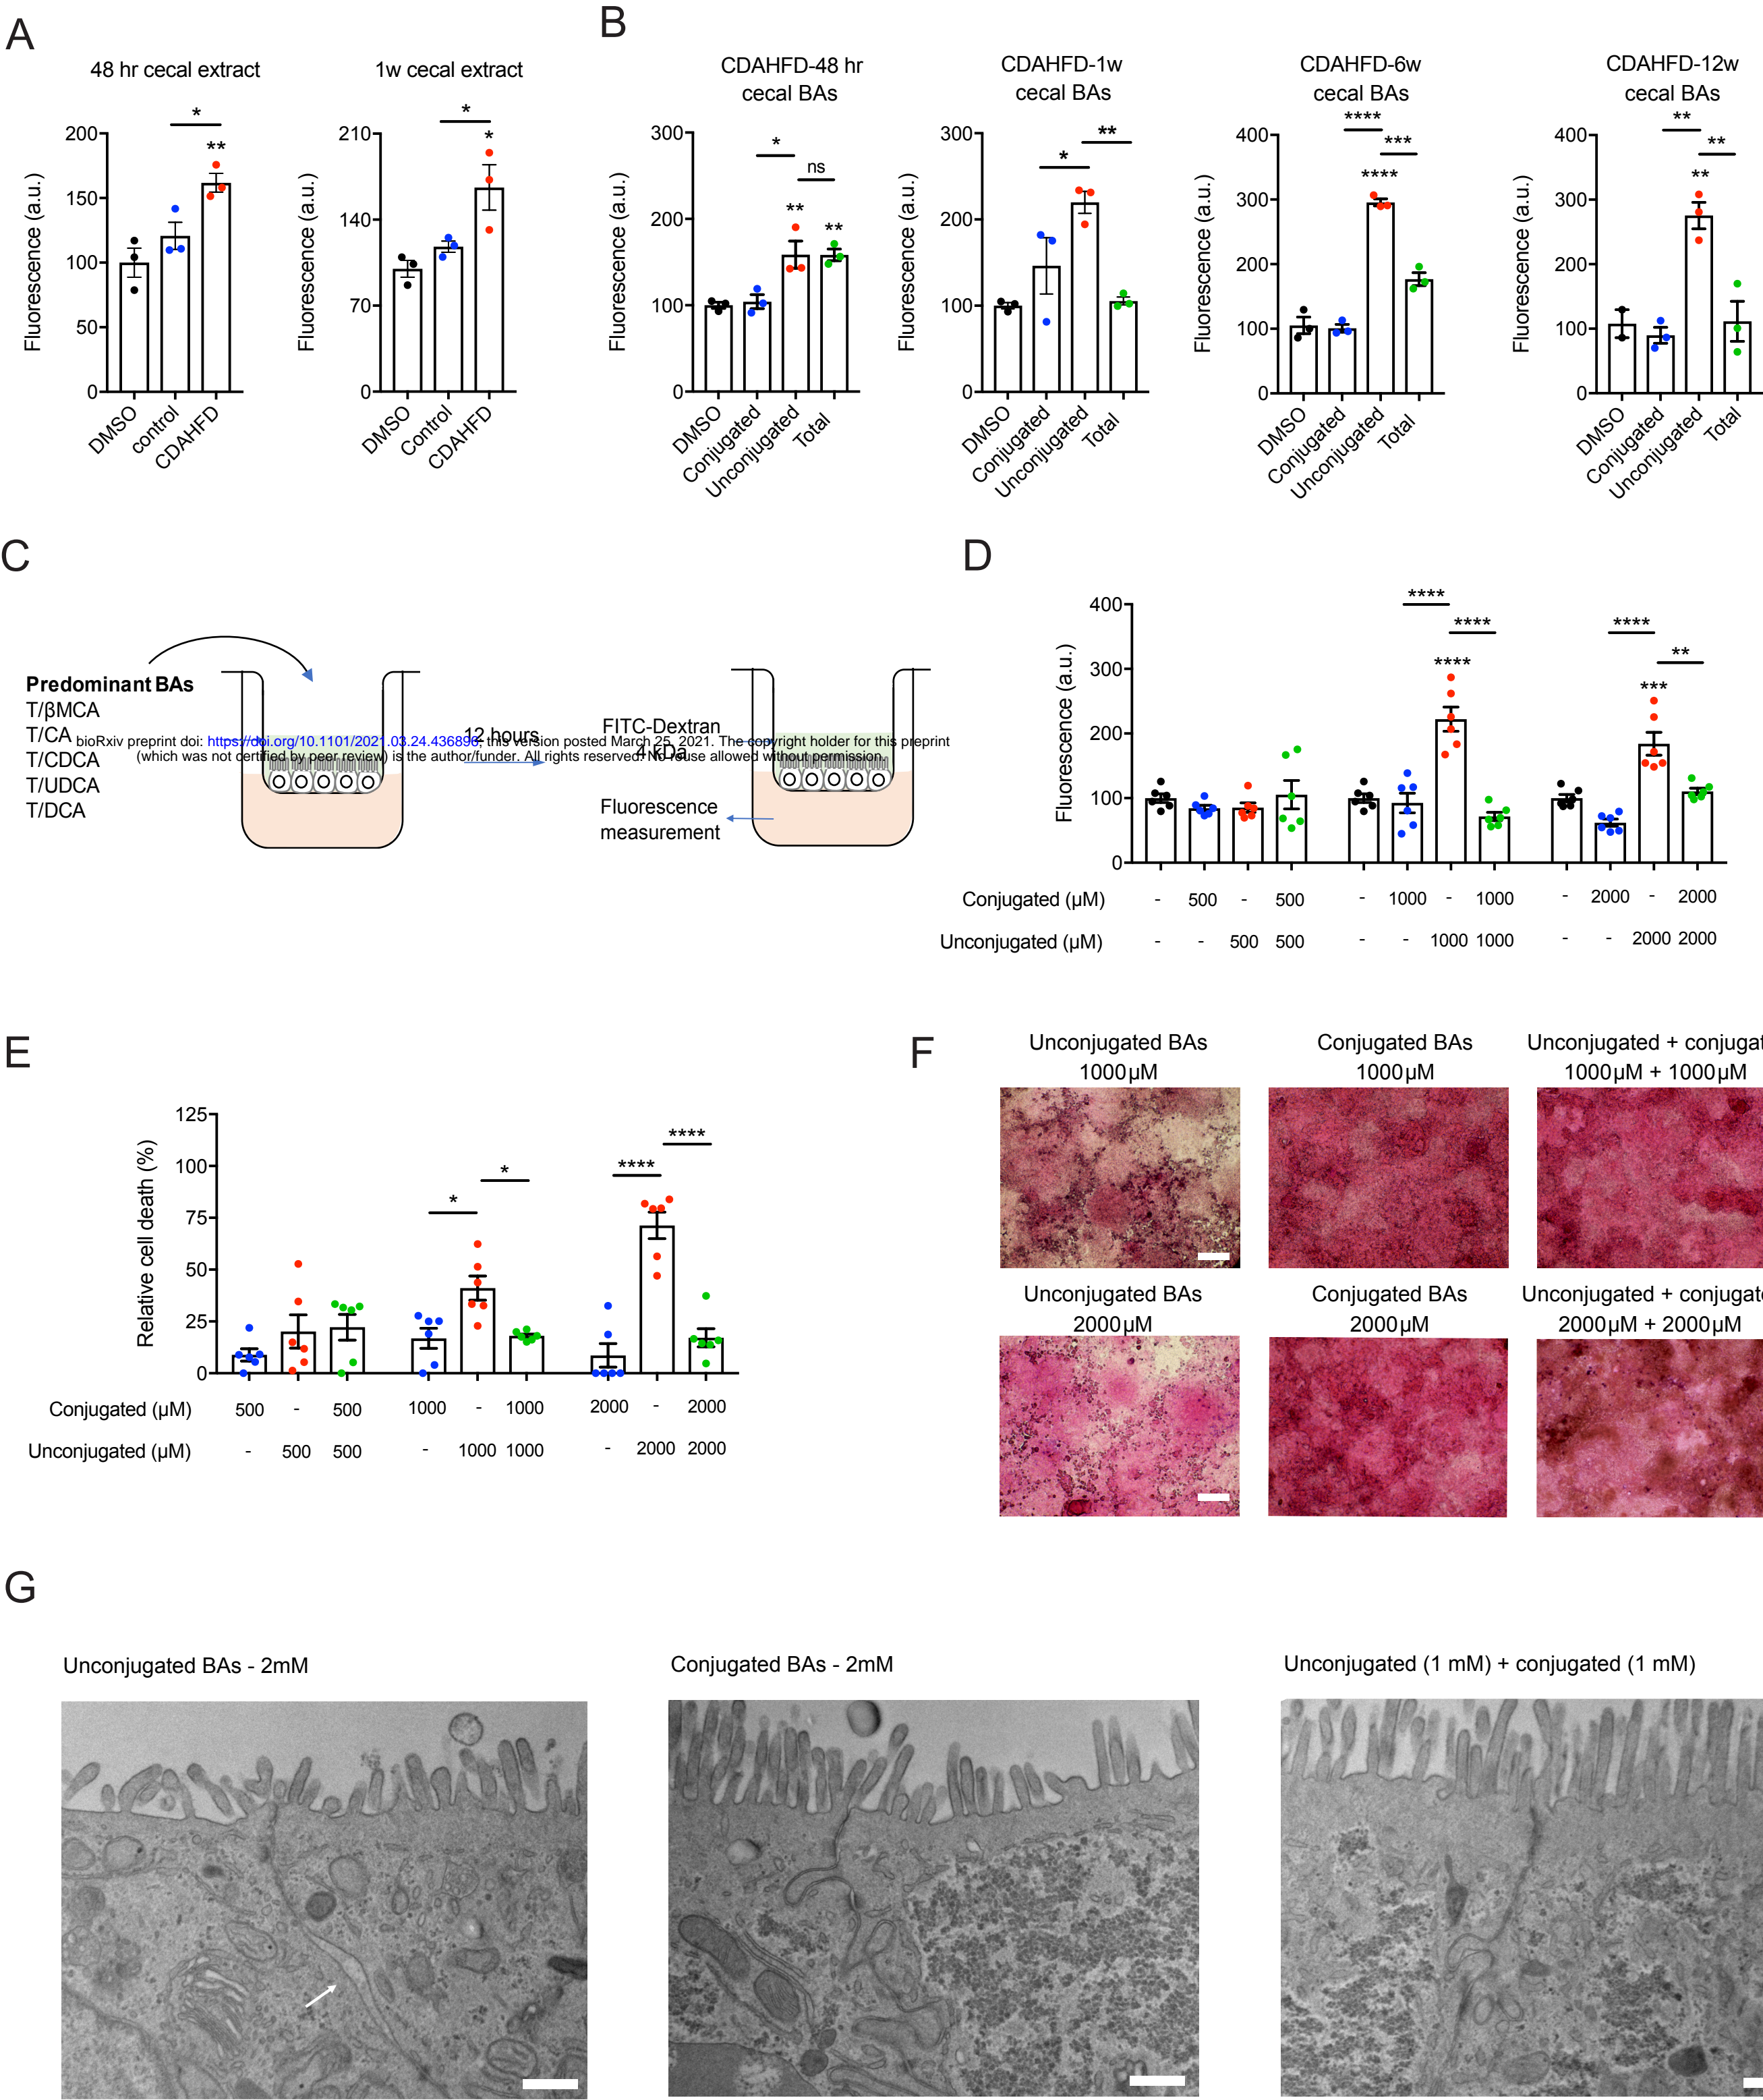 A
48 hr cecal extract
Fluorescence (a.u.)
200
150
100
50
0
*
**
DMSO
control
CDAHFD
1w cecal extract
Fluorescence (a.u.)
210
140
70
0
*
*
DMSO
Control
CDAHFD
B
CDAHFD-48 hr
cecal BAs
Fluorescence (a.u.)
300
200
100
0
*
ns
**
**
DMSO
Conjugated
Unconjugated
Total
CDAHFD-1w
cecal BAs
Fluorescence (a.u.)
300
200
100
0
**
*
DMSO
Conjugated
Unconjugated
Total
CDAHFD-6w
cecal BAs
Fluorescence (a.u.)
400
300
200
100
0
****
***
****
DMSO
Conjugated
Unconjugated
Total
CDAHFD-12w
cecal BAs
Fluorescence (a.u.)
400
300
200
100
0
**
**
**
DMSO
Conjugated
Unconjugated
Total
C
Predominant BAs
T/βMCA
T/CA
T/CDCA
T/UDCA
T/DCA
12 hours
FITC-Dextran
4 kDa
Fluorescence
measurement
bioRxiv preprint doi: https://doi.org/10.1101/2021.03.24.436896; this version posted March 25, 2021. The copyright holder for this preprint
(which was not certified by peer review) is the author/funder. All rights reserved. No reuse allowed without permission.
D
Fluorescence (a.u.)
400
300
200
100
0
****
****
****
****
**
***
Conjugated (μM) - 500 - 500 - 1000 - 1000 - 2000 - 2000
Unconjugated (μM) - - 500 500 - - 1000 1000 - - 2000 2000
E
Relative cell death (%)
125
100
75
50
25
0
*
*
****
****
Conjugated (μM) 500 - 500 1000 - 1000 2000 - 2000
Unconjugated (μM) - 500 500 - 1000 1000 - 2000 2000
F
Unconjugated BAs
1000μM
Conjugated BAs
1000μM
Unconjugated + conjugat
1000μM + 1000μM
Unconjugated BAs
2000μM
Conjugated BAs
2000μM
Unconjugated + conjugat
2000μM + 2000μM
G
Unconjugated BAs - 2mM
Conjugated BAs - 2mM
Unconjugated (1 mM) + conjugated (1 mM)